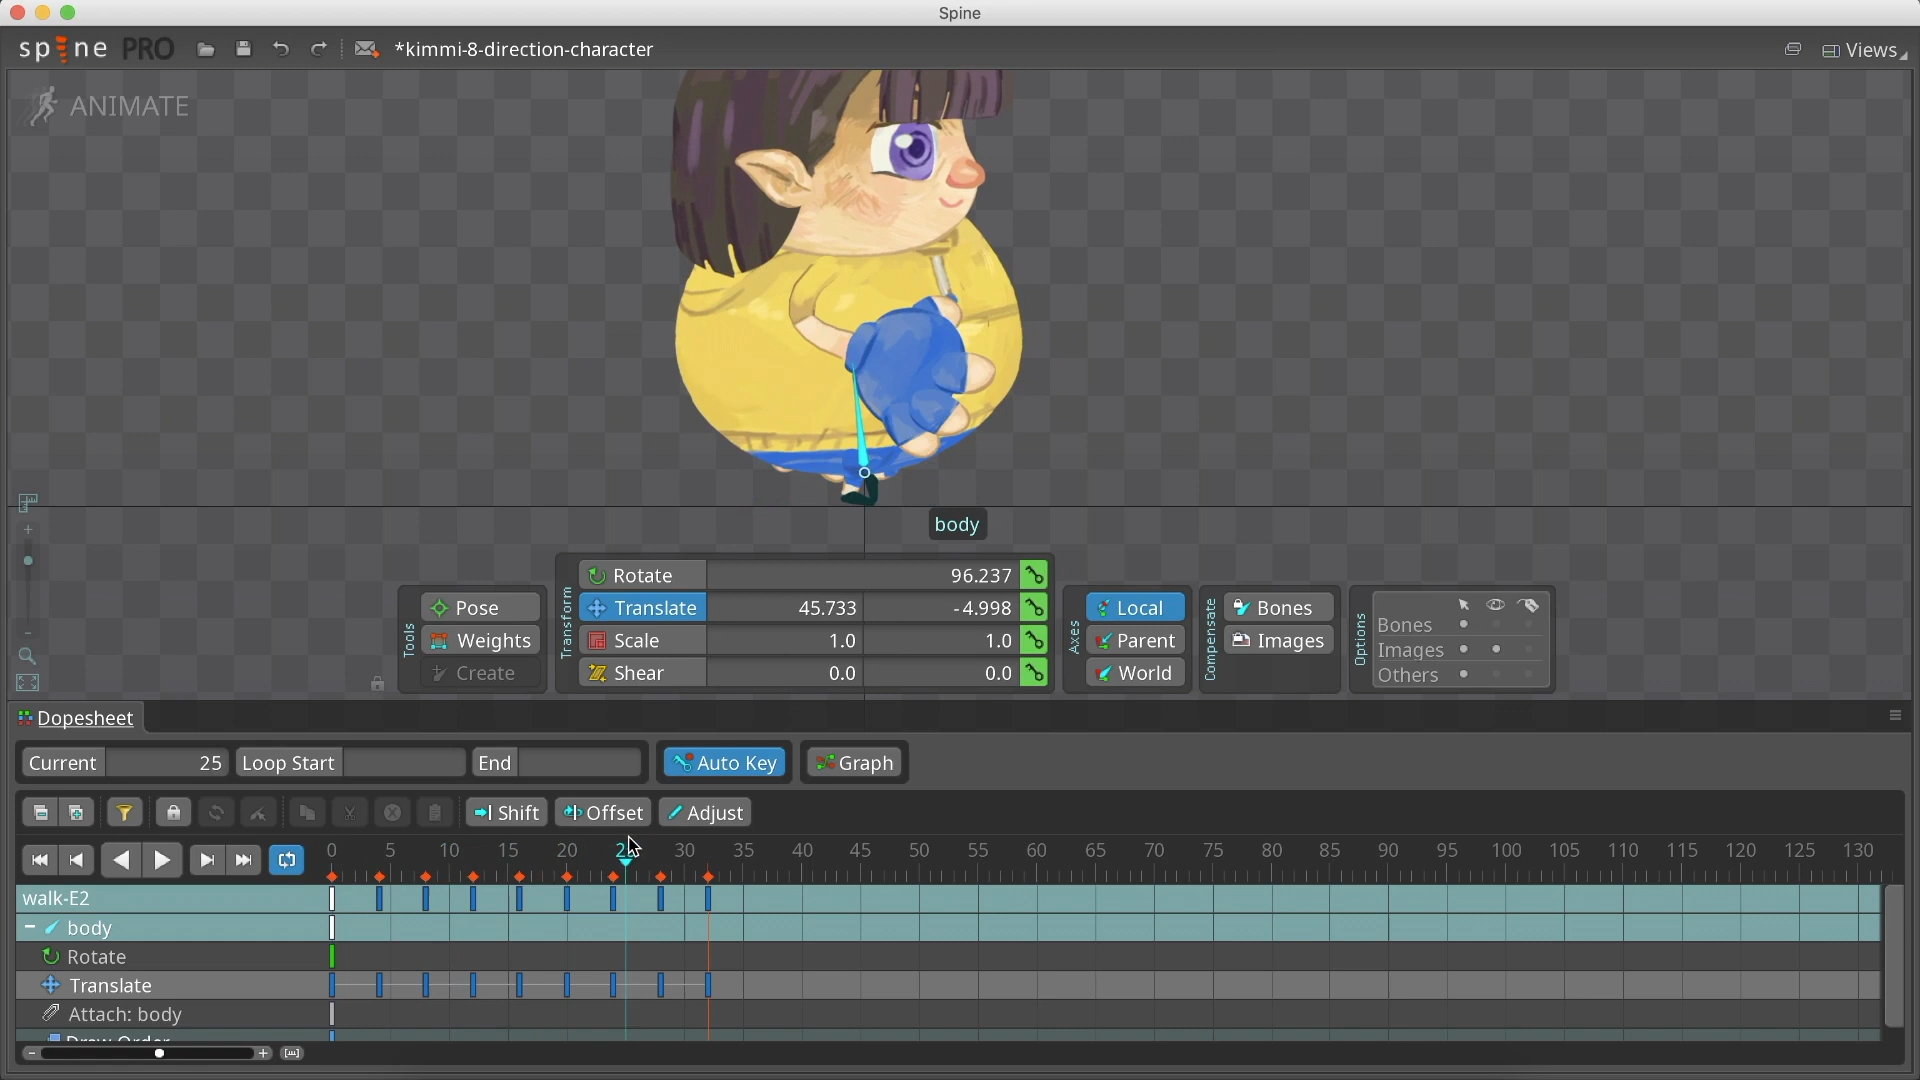 Spine
spine PRO *kimmi-8-direction-character Views
ANIMATE
body
Tools
Pose
Weights
Create
Transform
Rotate 96.237
Translate 45.733 -4.998
Scale 1.0 1.0
Shear 0.0 0.0
Axes
Local
Parent
World
Compensate
Bones
Images
Options
Bones
Images
Others
Dopesheet
Current 25 Loop Start End Auto Key Graph
Shift Offset Adjust
0 5 10 15 20 25 30 35 40 45 50 55 60 65 70 75 80 85 90 95 100 105 110 115 120 125 130
walk-E2
body
Rotate
Translate
Attach: body
Draw Order